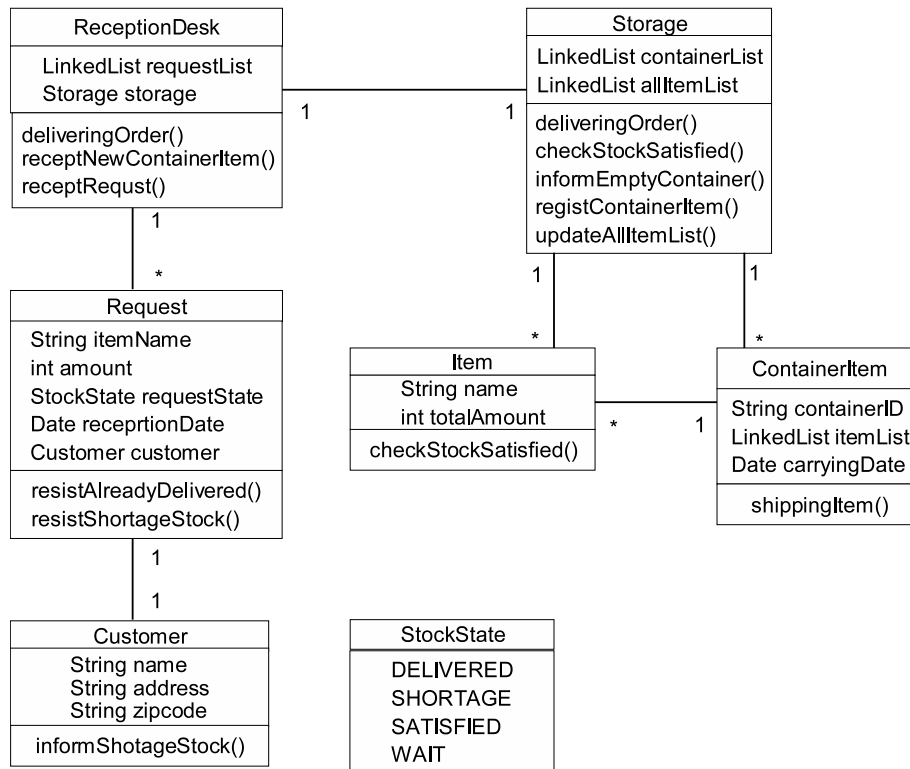 ReceptionDesk
LinkedList requestList
Storage storage
deliveringOrder()
receptNewContainerItem()
receptRequst()
1
1
Storage
LinkedList containerList
LinkedList allItemList
deliveringOrder()
checkStockSatisfied()
informEmptyContainer()
registContainerItem()
updateAllItemList()
1
*
1
*
1
*
Request
String itemName
int amount
StockState requestState
Date receprtionDate
Customer customer
resistAlreadyDelivered()
resistShortageStock()
Item
String name
int totalAmount
checkStockSatisfied()
*
1
ContainerItem
String containerID
LinkedList itemList
Date carryingDate
shippingItem()
1
1
Customer
String name
String address
String zipcode
informShotageStock()
StockState
DELIVERED
SHORTAGE
SATISFIED
WAIT